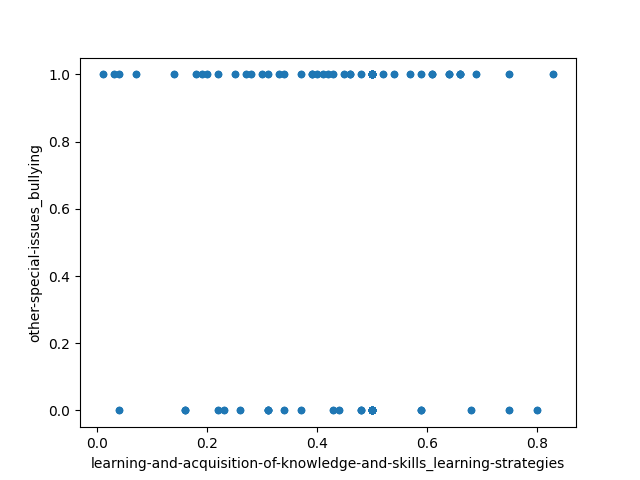 1.0
0.8
0.6
0.4
0.2
0.0
other-special-issues_bullying
0.0 0.2 0.4 0.6 0.8
learning-and-acquisition-of-knowledge-and-skills_learning-strategies